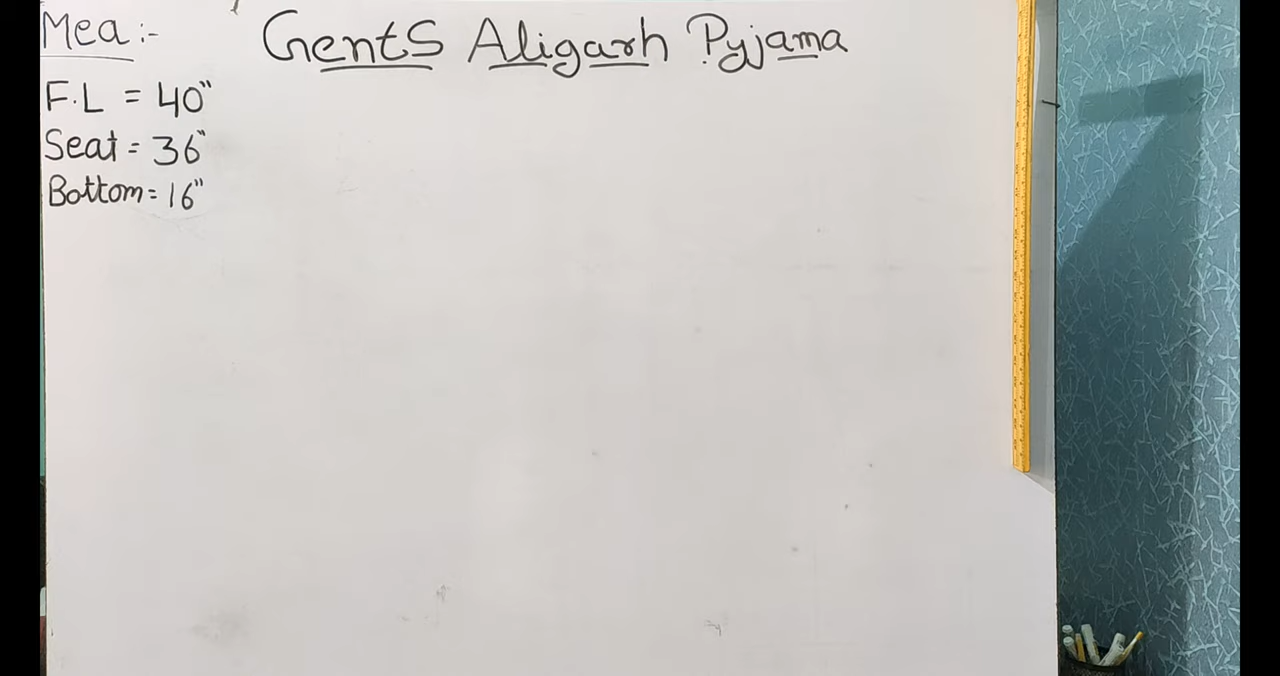 Mea :- Gents Aligarh Pyjama
F.L = 40"
Seat = 36"
Bottom = 16"